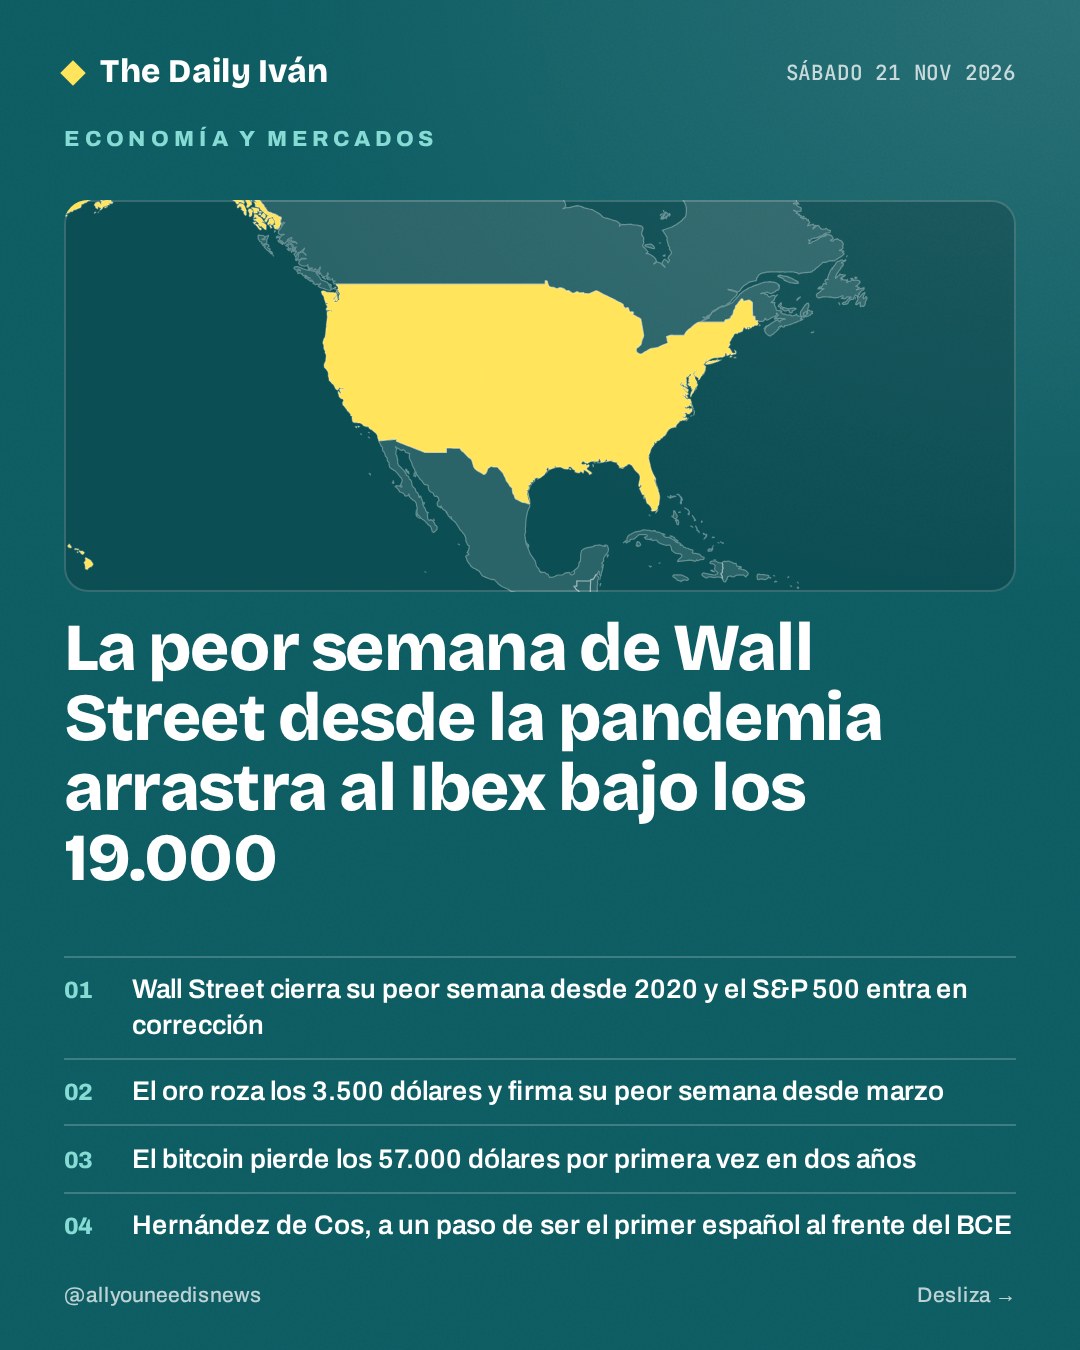 The Daily Iván
SÁBADO 21 NOV 2026
ECONOMÍA Y MERCADOS
La peor semana de Wall
Street desde la pandemia
arrastra al Ibex bajo los
19.000
01 Wall Street cierra su peor semana desde 2020 y el S&P 500 entra en
corrección
02 El oro roza los 3.500 dólares y firma su peor semana desde marzo
03 El bitcoin pierde los 57.000 dólares por primera vez en dos años
04 Hernández de Cos, a un paso de ser el primer español al frente del BCE
@allyouneedisnews
Desliza →